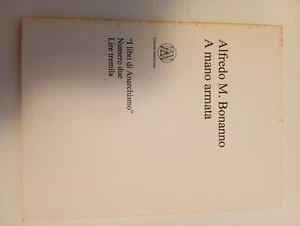 Alfredo M. Bonanno
A mano armata
"I libri di Anarchismo"
Numero due
Lire tremila